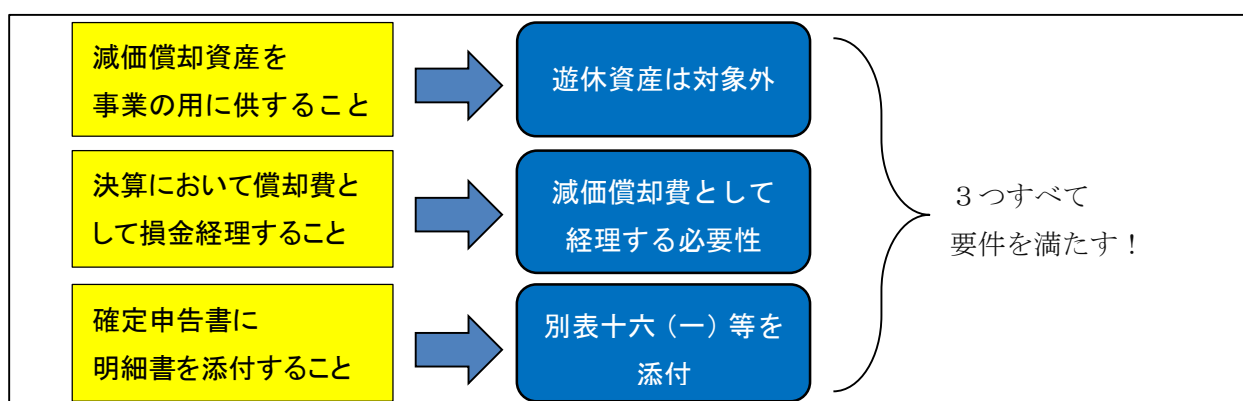 減価償却資産を
事業の用に供すること
遊休資産は対象外
決算において償却費と
して損金経理すること
減価償却費として
経理する必要性
確定申告書に
明細書を添付すること
別表十六（一）等を
添付
３つすべて
要件を満たす！